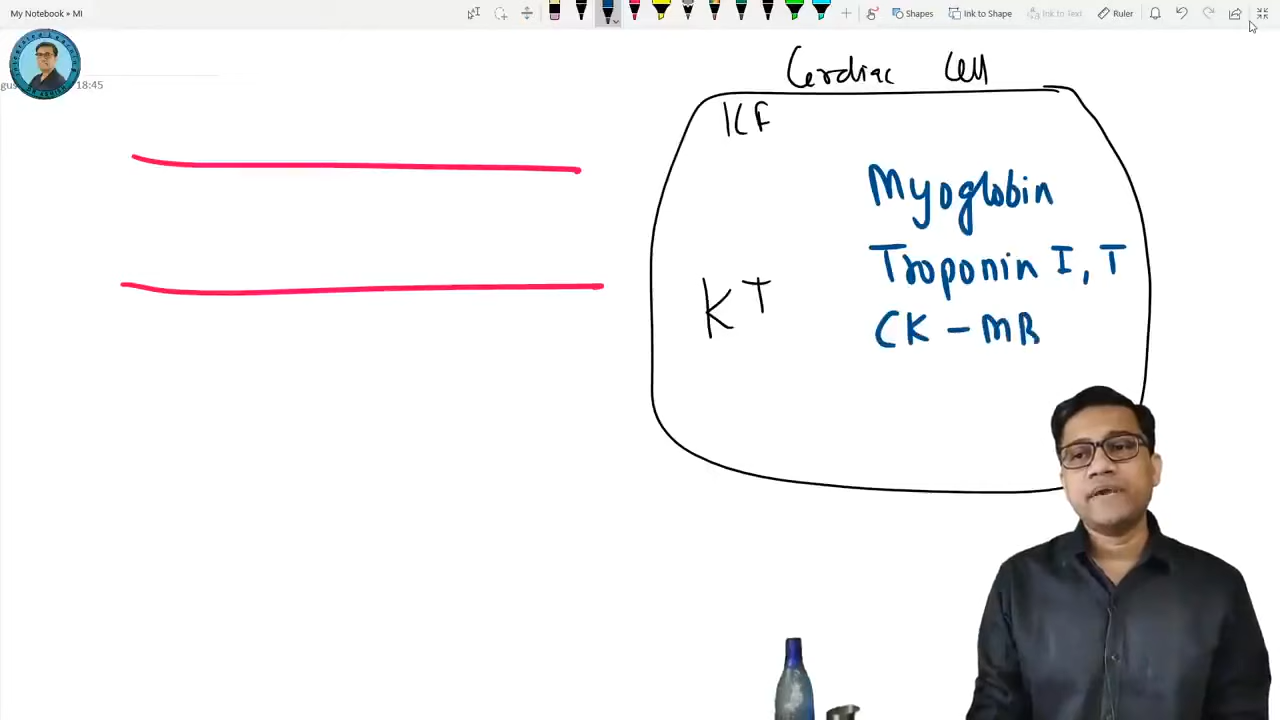 My Notebook » MI
Shapes
Ink to Shape
Ink to Text
Ruler
18:45
Cardiac Cell
ICF
Myoglobin
Troponin I, T
K+
CK - MB